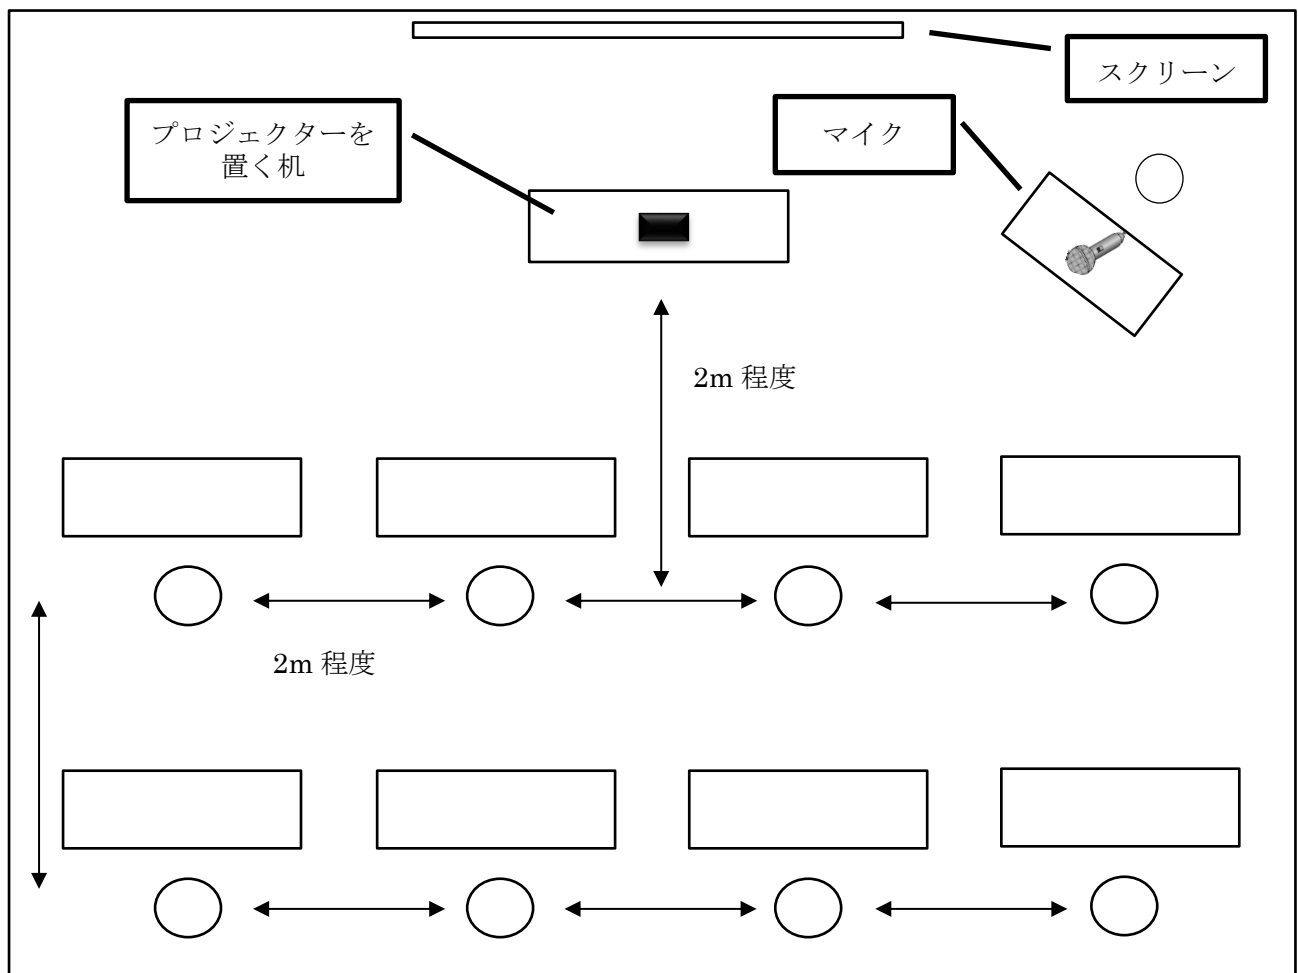 スクリーン
プロジェクターを
置く机
マイク
2m 程度
2m 程度